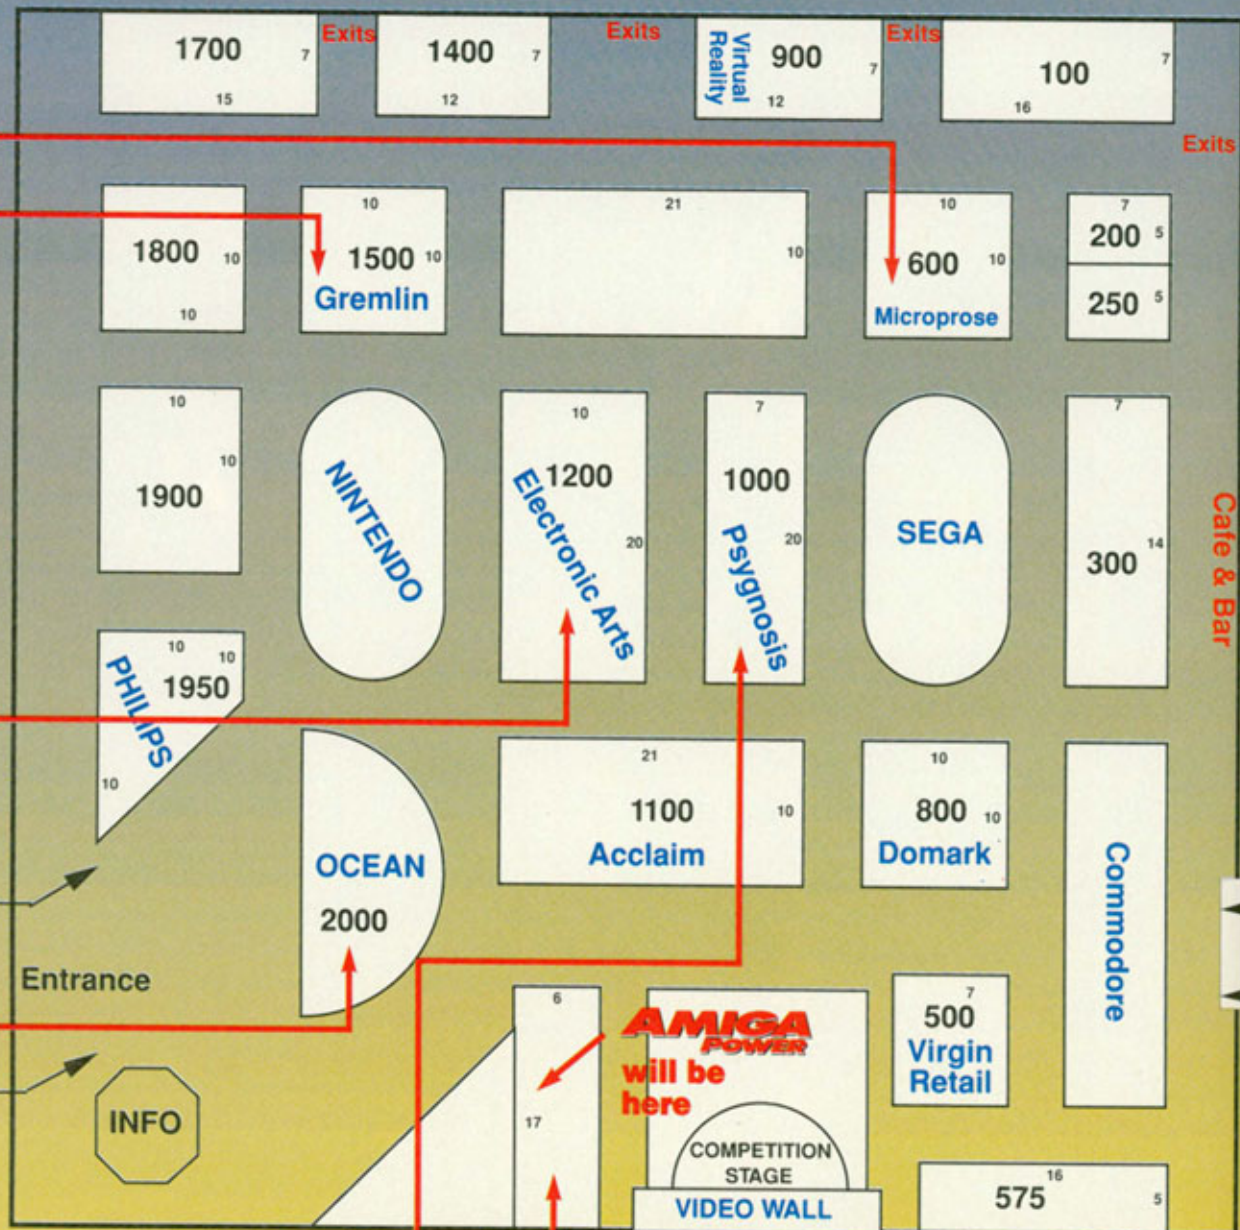 1700
7
15
Exits
1400
7
12
Exits
Virtual
Reality
900
7
12
Exits
100
7
16
Exits
1800
10
10
10
1500
10
Gremlin
21
10
10
600
10
Microprose
7
200
5
250
5
10
10
1900
NINTENDO
10
1200
20
Electronic Arts
7
1000
20
Psygnosis
SEGA
7
300
14
Cafe & Bar
10
10
1950
PHILIPS
10
OCEAN
2000
21
1100
10
Acclaim
10
800
10
Domark
Commodore
Entrance
INFO
6
17
AMIGA
POWER
will be
here
COMPETITION
STAGE
VIDEO WALL
7
500
Virgin
Retail
16
575
5